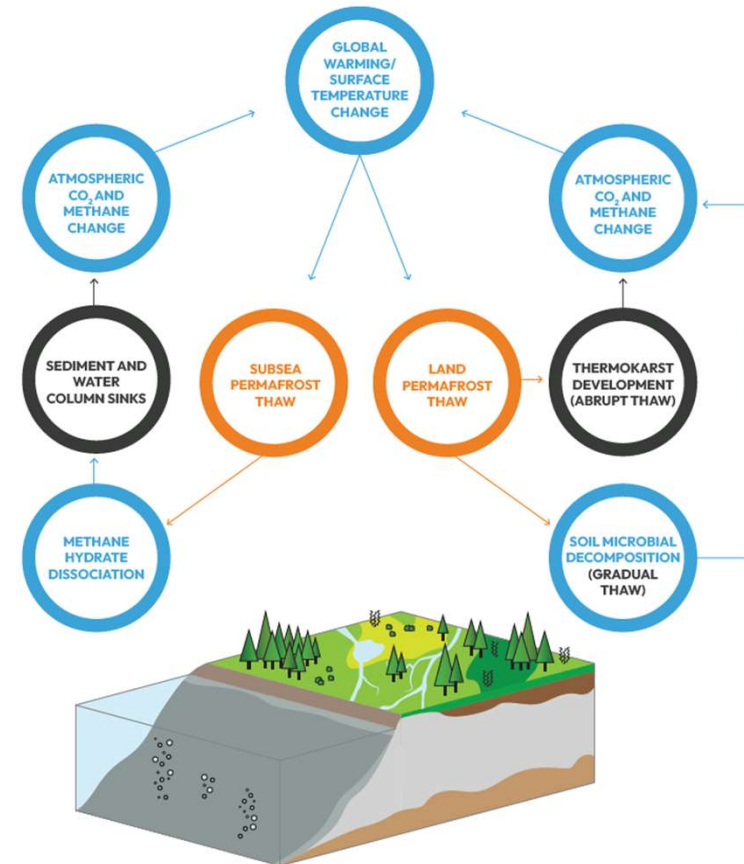 GLOBAL
WARMING/
SURFACE
TEMPERATURE
CHANGE
ATMOSPHERIC
CO₂ AND
METHANE
CHANGE
ATMOSPHERIC
CO₂ AND
METHANE
CHANGE
SEDIMENT AND
WATER
COLUMN SINKS
SUBSEA
PERMAFROST
THAW
LAND
PERMAFROST
THAW
THERMOKARST
DEVELOPMENT
(ABRUPT THAW)
METHANE
HYDRATE
DISSOCIATION
SOIL MICROBIAL
DECOMPOSITION
(GRADUAL
THAW)